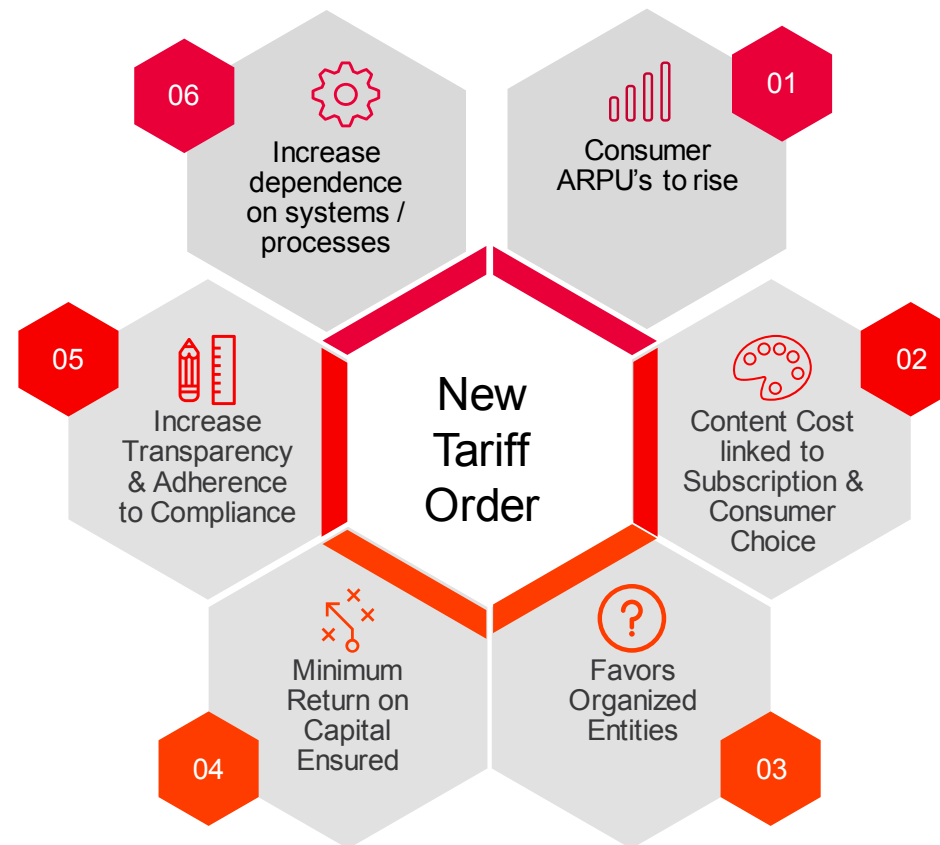 New
Tariff
Order
01
Consumer
ARPU's to rise
02
Content Cost
linked to
Subscription &
Consumer
Choice
03
Favors
Organized
Entities
04
Minimum
Return on
Capital
Ensured
05
Increase
Transparency
& Adherence
to Compliance
06
Increase
dependence
on systems /
processes